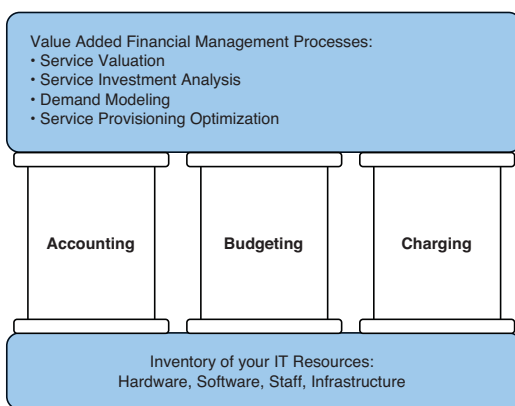 Value Added Financial Management Processes:
• Service Valuation
• Service Investment Analysis
• Demand Modeling
• Service Provisioning Optimization
Accounting
Budgeting
Charging
Inventory of your IT Resources:
Hardware, Software, Staff, Infrastructure